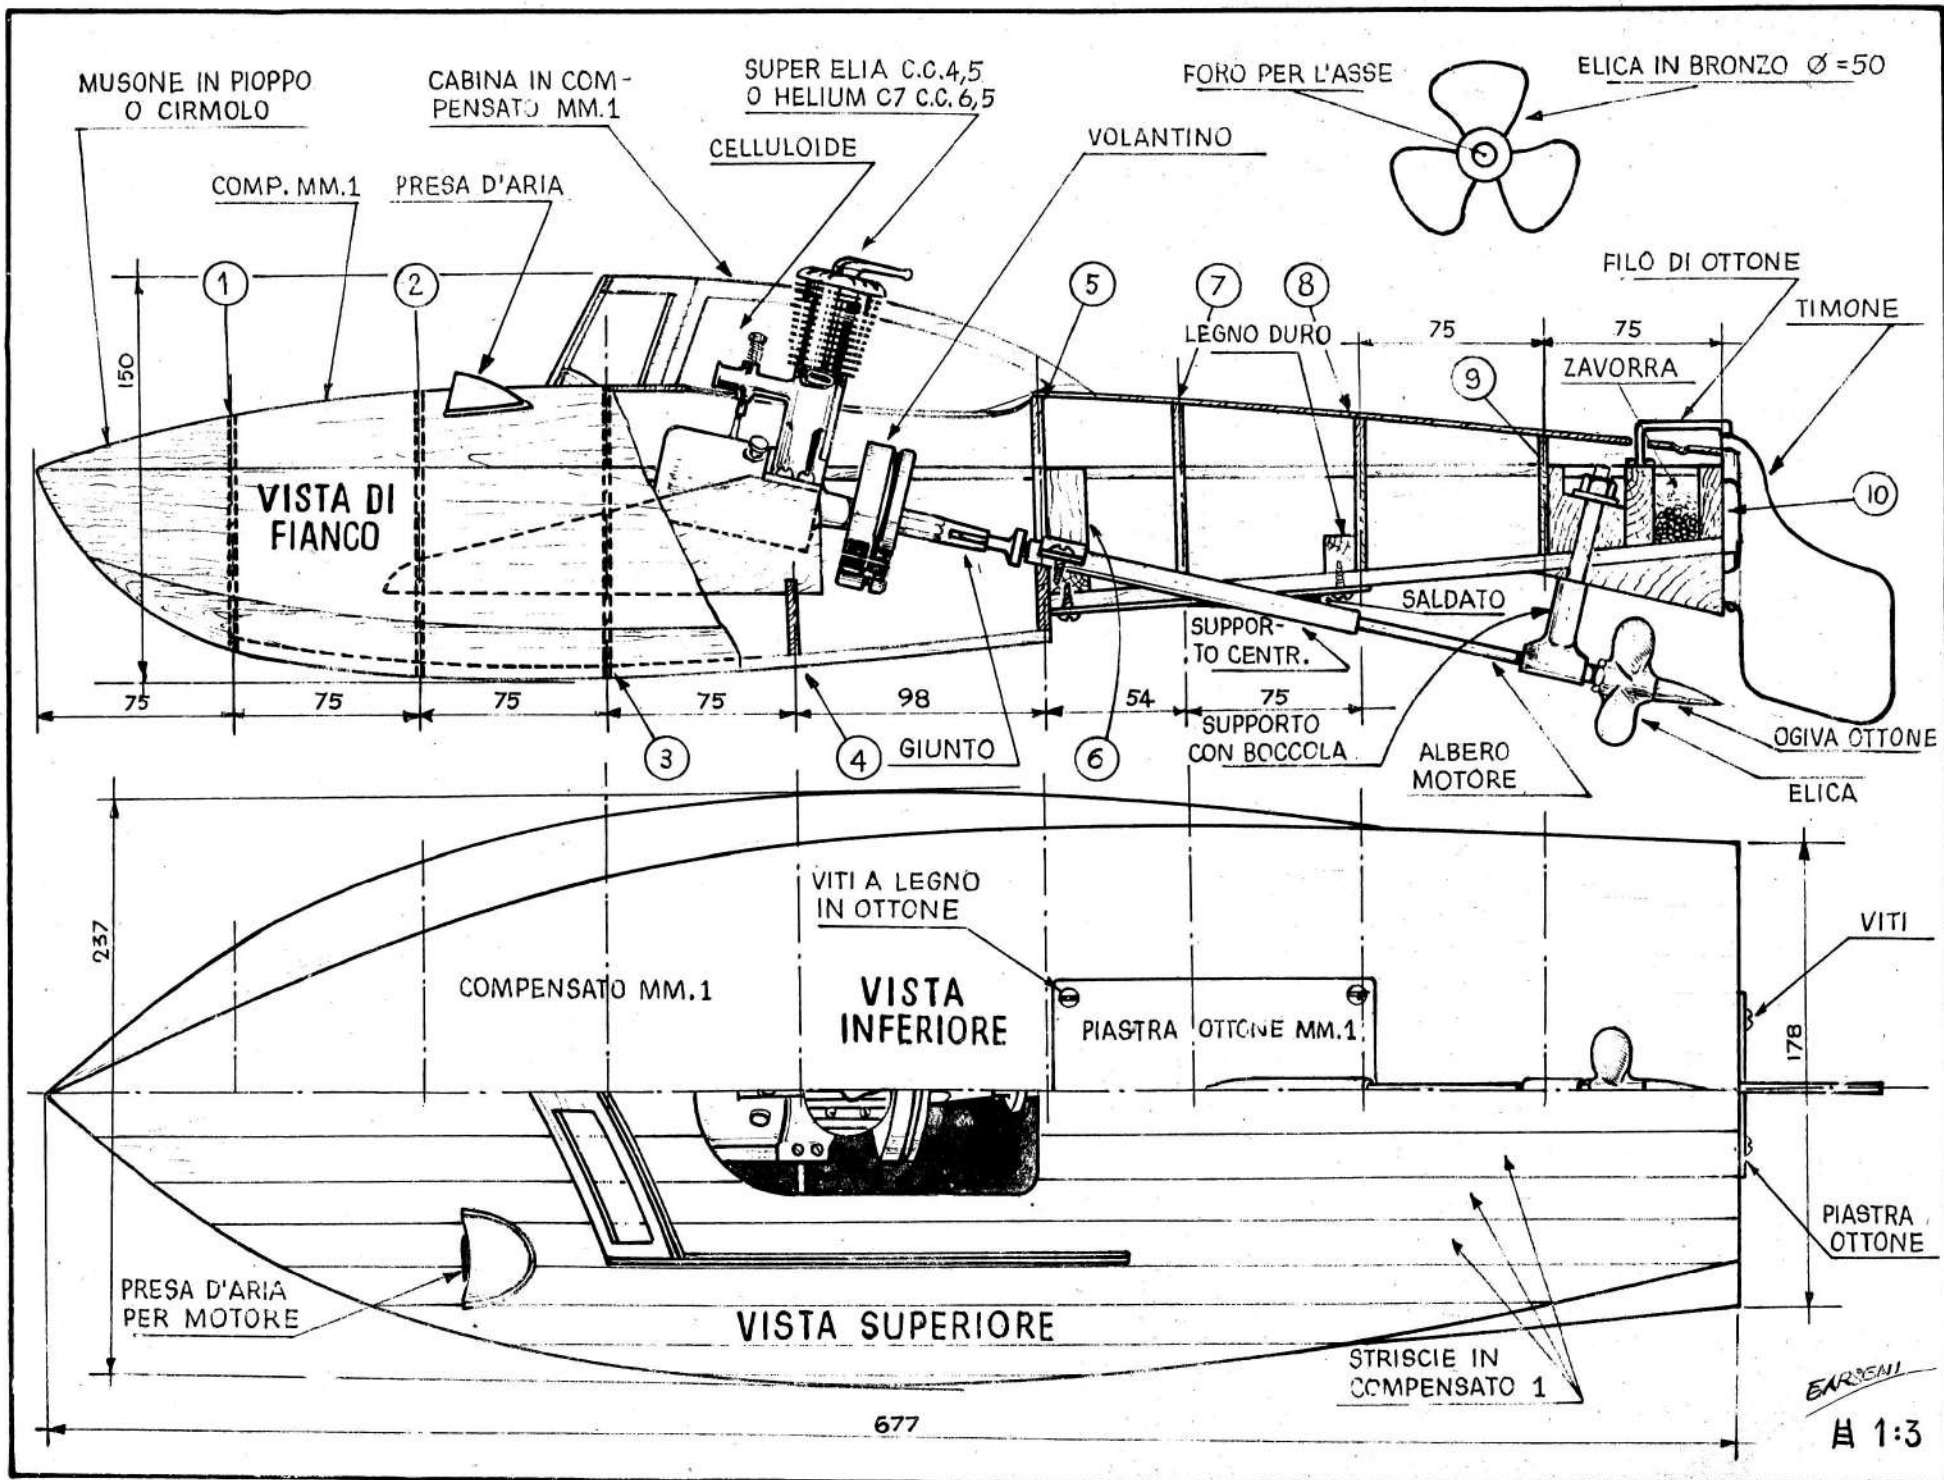 MUSONE IN PIOPPO
O CIRMOLO
CABINA IN COM-
PENSATO MM.1
SUPER ELIA C.C.4,5
O HELIUM C7 C.C.6,5
FORO PER L'ASSE
ELICA IN BRONZO Ø=50
CELLULOIDE
VOLANTINO
COMP. MM.1
PRESA D'ARIA
FILO DI OTTONE
TIMONE
1
2
5
7
8
LEGNO DURO
75
75
ZAVORRA
9
10
150
VISTA DI
FIANCO
SALDATO
SUPPOR-
TO CENTR.
75
75
75
75
98
54
75
SUPPORTO
CON BOCCOLA
3
4
GIUNTO
6
ALBERO
MOTORE
OGIVA OTTONE
ELICA
VITI A LEGNO
IN OTTONE
VITI
237
COMPENSATO MM.1
VISTA
INFERIORE
PIASTRA OTTONE MM.1
178
PIASTRA
OTTONE
PRESA D'ARIA
PER MOTORE
VISTA SUPERIORE
STRISCIE IN
COMPENSATO 1
677
1:3